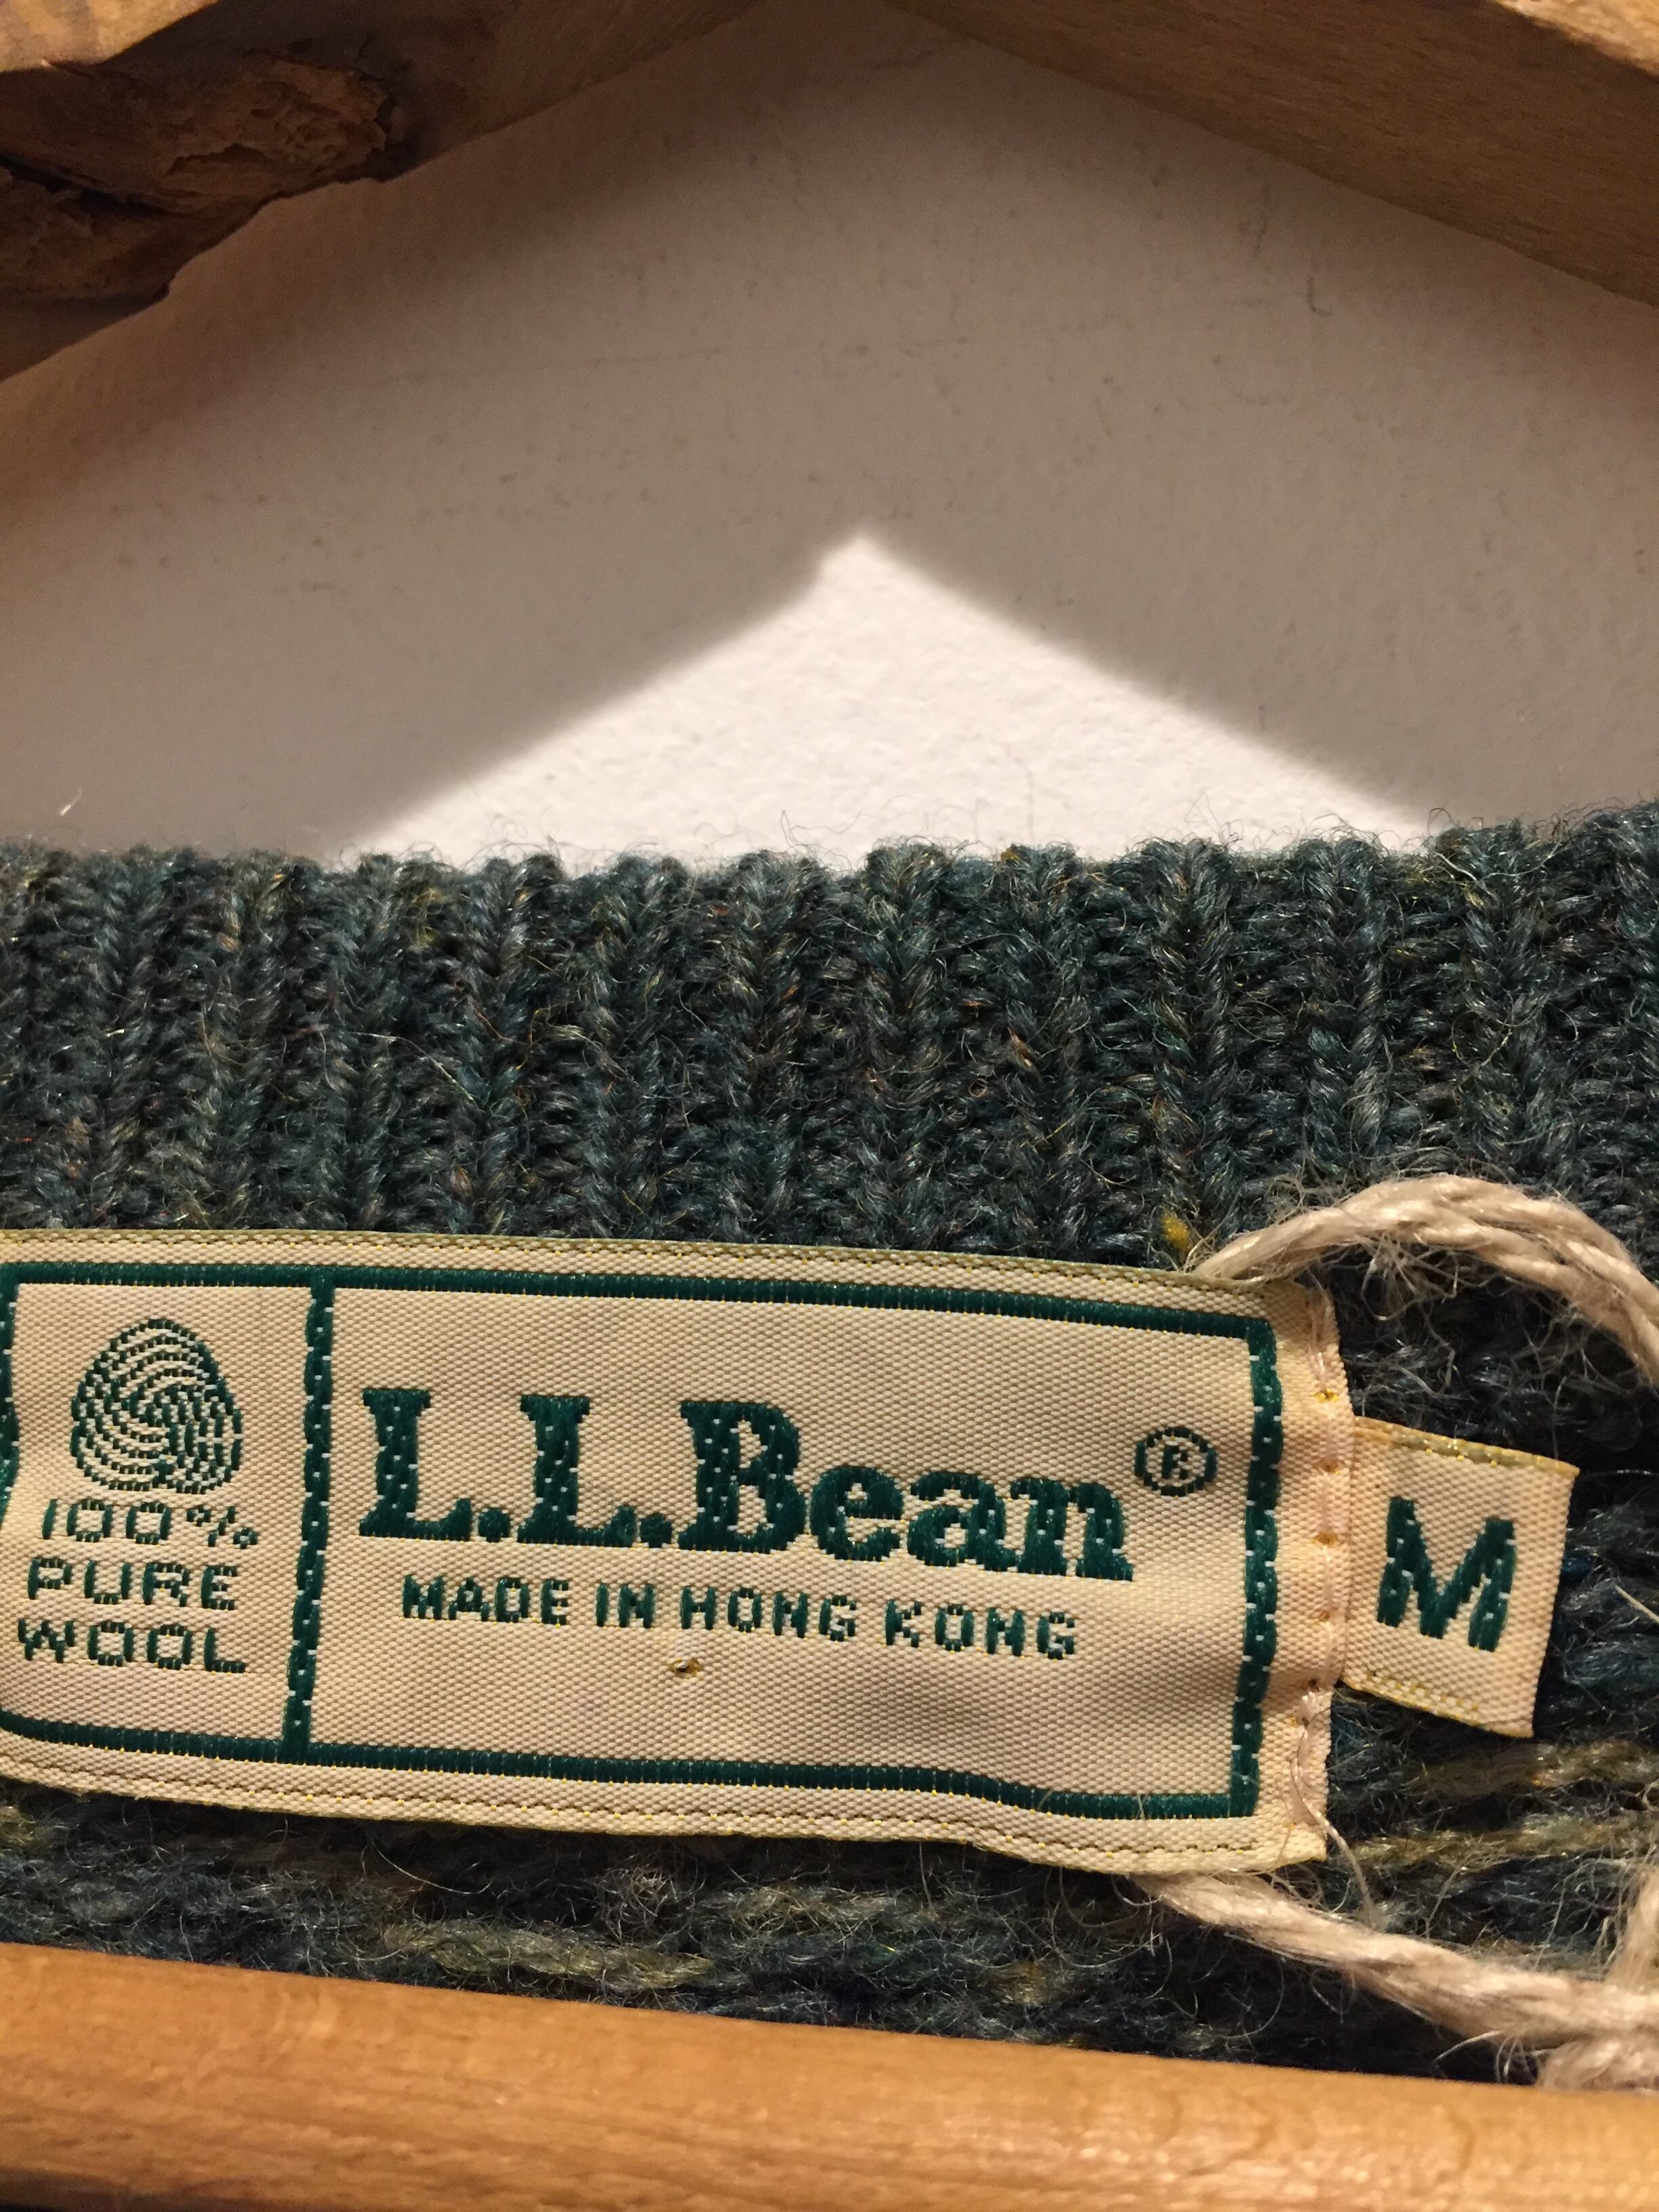 100%
PURE
WOOL
L.L.Bean®
MADE IN HONG KONG
M